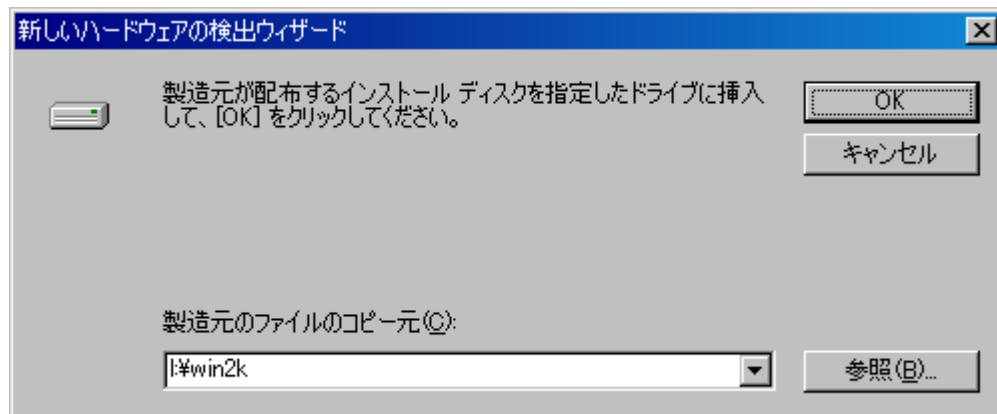 新しいハードウェアの検出ウィザード
製造元が配布するインストール ディスクを指定したドライブに挿入
して、[OK] をクリックしてください。
OK
キャンセル
製造元のファイルのコピー元(C):
I:¥win2k
参照(B)...